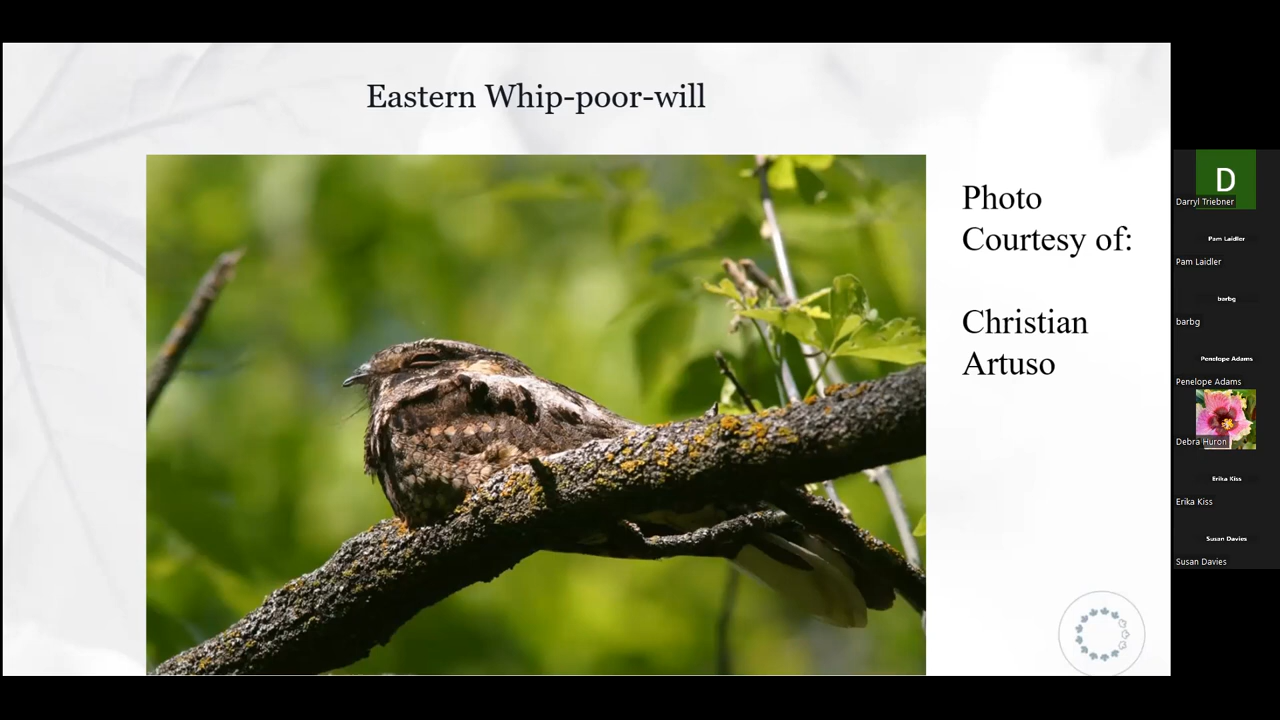 Eastern Whip-poor-will
Photo
Courtesy of:
Christian
Artuso
D
Darryl Triebner
Pam Laidler
Pam Laidler
barbg
barbg
Penelope Adams
Penelope Adams
Debra Huron
Erika Kiss
Erika Kiss
Susan Davies
Susan Davies